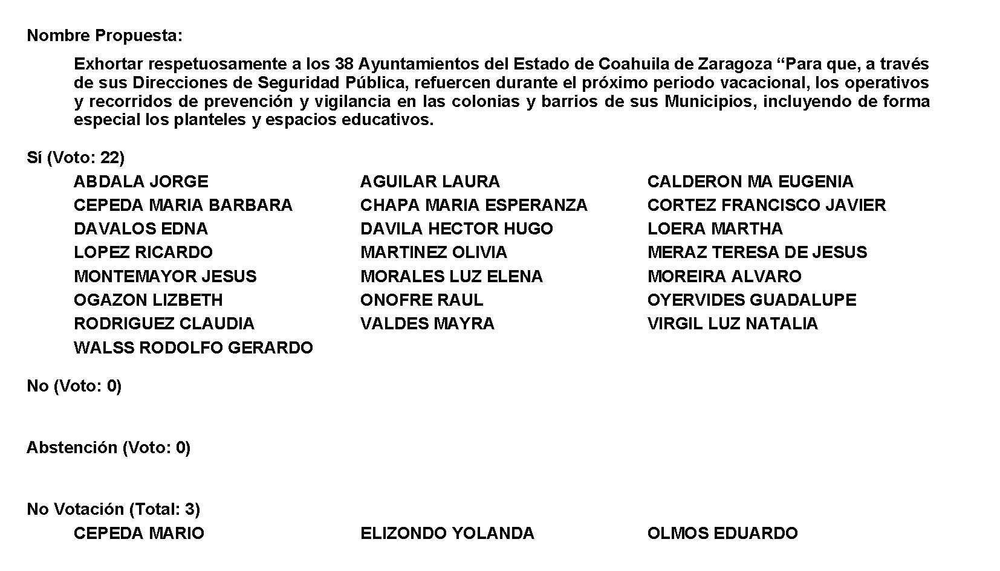 Nombre Propuesta:
Exhortar respetuosamente a los 38 Ayuntamientos del Estado de Coahuila de Zaragoza “Para que, a través
de sus Direcciones de Seguridad Pública, refuercen durante el próximo periodo vacacional, los operativos
y recorridos de prevención y vigilancia en las colonias y barrios de sus Municipios, incluyendo de forma
especial los planteles y espacios educativos.
Sí (Voto: 22)
ABDALA JORGE AGUILAR LAURA CALDERON MA EUGENIA
CEPEDA MARIA BARBARA CHAPA MARIA ESPERANZA CORTEZ FRANCISCO JAVIER
DAVALOS EDNA DAVILA HECTOR HUGO LOERA MARTHA
LOPEZ RICARDO MARTINEZ OLIVIA MERAZ TERESA DE JESUS
MONTEMAYOR JESUS MORALES LUZ ELENA MOREIRA ALVARO
OGAZON LIZBETH ONOFRE RAUL OYERVIDES GUADALUPE
RODRIGUEZ CLAUDIA VALDES MAYRA VIRGIL LUZ NATALIA
WALSS RODOLFO GERARDO
No (Voto: 0)
Abstención (Voto: 0)
No Votación (Total: 3)
CEPEDA MARIO ELIZONDO YOLANDA OLMOS EDUARDO